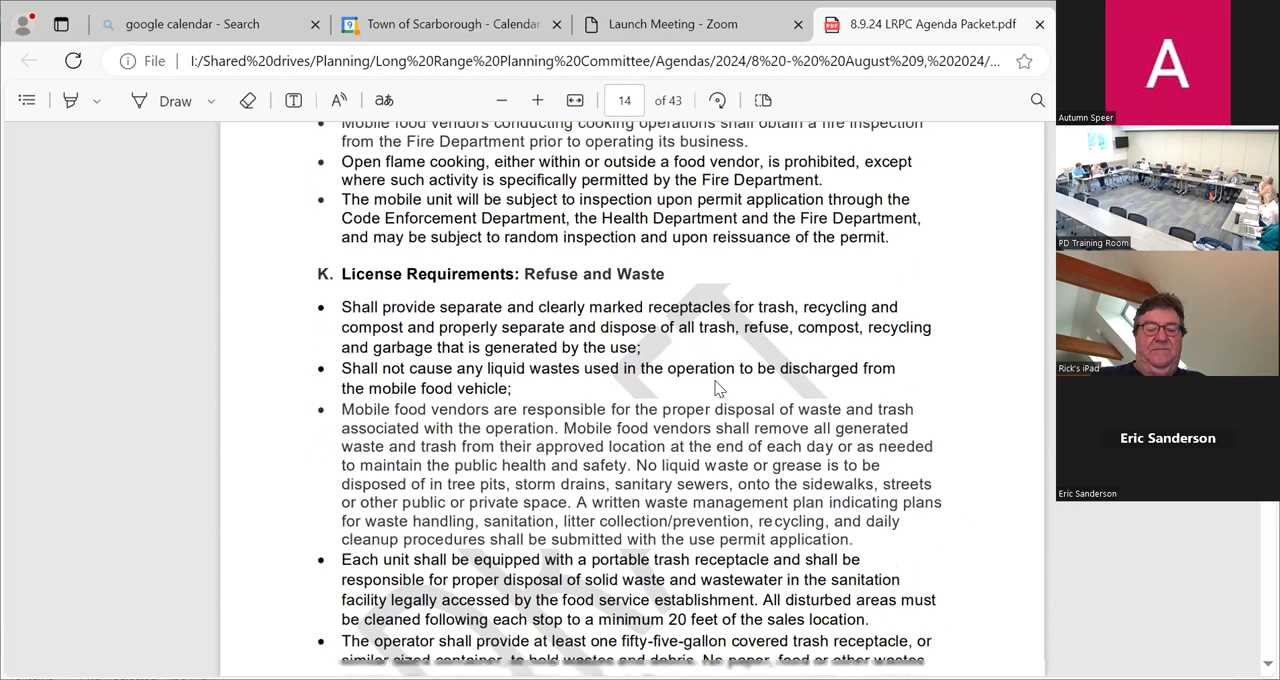 google calendar - Search
Town of Scarborough - Calendar
Launch Meeting - Zoom
8.9.24 LRPC Agenda Packet.pdf
File
I:/Shared%20drives/Planning/Long%20Range%20Planning%20Committee/Agendas/2024/8%20-%20%20August%209,%202024/...
Draw
14 of 43
Mobile food vendors conducting cooking operations shall obtain a fire inspection
from the Fire Department prior to operating its business.
• Open flame cooking, either within or outside a food vendor, is prohibited, except
where such activity is specifically permitted by the Fire Department.
• The mobile unit will be subject to inspection upon permit application through the
Code Enforcement Department, the Health Department and the Fire Department,
and may be subject to random inspection and upon reissuance of the permit.
K. License Requirements: Refuse and Waste
• Shall provide separate and clearly marked receptacles for trash, recycling and
compost and properly separate and dispose of all trash, refuse, compost, recycling
and garbage that is generated by the use;
• Shall not cause any liquid wastes used in the operation to be discharged from
the mobile food vehicle;
• Mobile food vendors are responsible for the proper disposal of waste and trash
associated with the operation. Mobile food vendors shall remove all generated
waste and trash from their approved location at the end of each day or as needed
to maintain the public health and safety. No liquid waste or grease is to be
disposed of in tree pits, storm drains, sanitary sewers, onto the sidewalks, streets
or other public or private space. A written waste management plan indicating plans
for waste handling, sanitation, litter collection/prevention, recycling, and daily
cleanup procedures shall be submitted with the use permit application.
• Each unit shall be equipped with a portable trash receptacle and shall be
responsible for proper disposal of solid waste and wastewater in the sanitation
facility legally accessed by the food service establishment. All disturbed areas must
be cleaned following each stop to a minimum 20 feet of the sales location.
• The operator shall provide at least one fifty-five-gallon covered trash receptacle, or
similar sized container, to hold wastes and debris. No paper, food or other wastes
A
Autumn Speer
PD Training Room
Rick's iPad
Eric Sanderson
Eric Sanderson